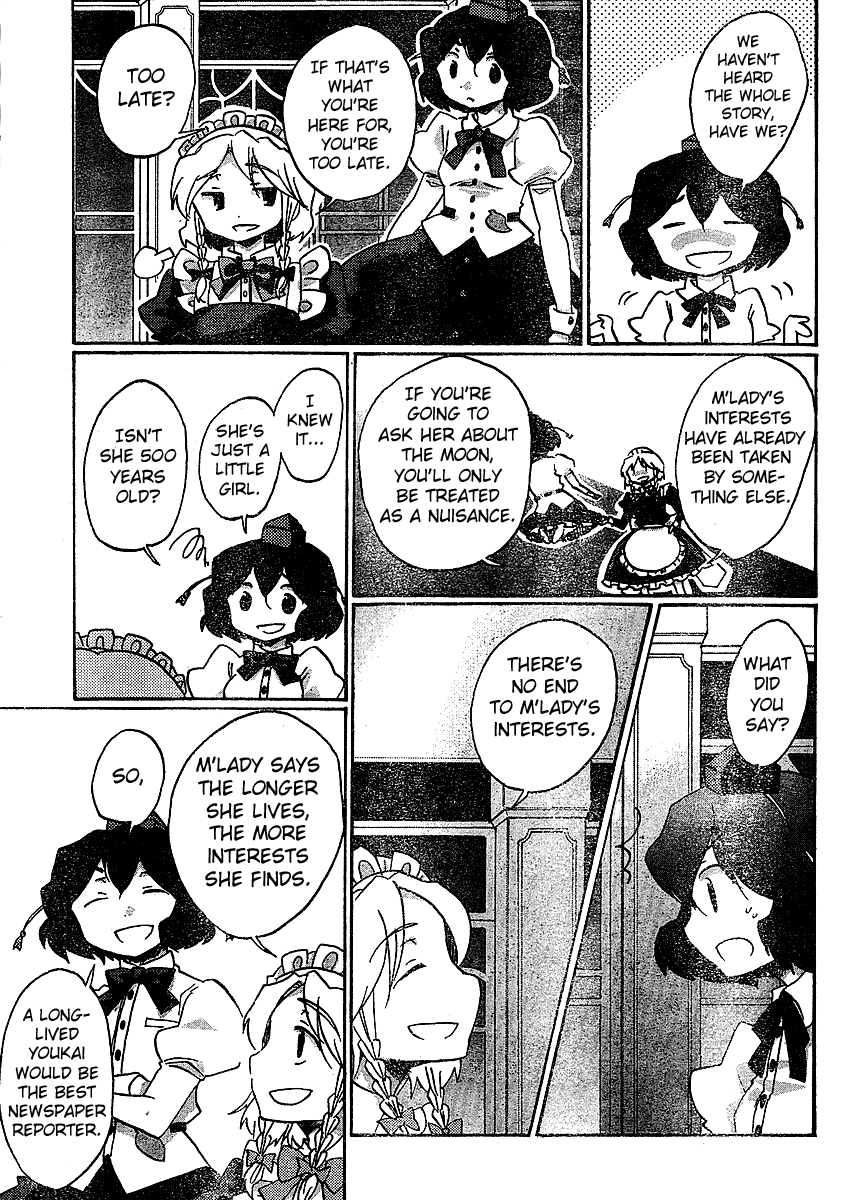 WE
HAVEN'T
HEARD
THE WHOLE
STORY,
HAVE WE?
IF THAT'S
WHAT
YOU'RE
HERE FOR,
YOU'RE
TOO LATE.
TOO
LATE?
M'LADY'S
INTERESTS
HAVE ALREADY
BEEN TAKEN
BY SOME-
THING ELSE.
IF YOU'RE
GOING TO
ASK HER ABOUT
THE MOON,
YOU'LL ONLY
BE TREATED
AS A NUISANCE.
I
KNEW
IT...
SHE'S
JUST A
LITTLE
GIRL.
ISN'T
SHE 500
YEARS
OLD?
WHAT
DID
YOU
SAY?
THERE'S
NO END
TO M'LADY'S
INTERESTS.
M'LADY SAYS
THE LONGER
SHE LIVES,
THE MORE
INTERESTS
SHE FINDS.
SO,
A LONG-
LIVED
YOUKAI
WOULD BE
THE BEST
NEWSPAPER
REPORTER.